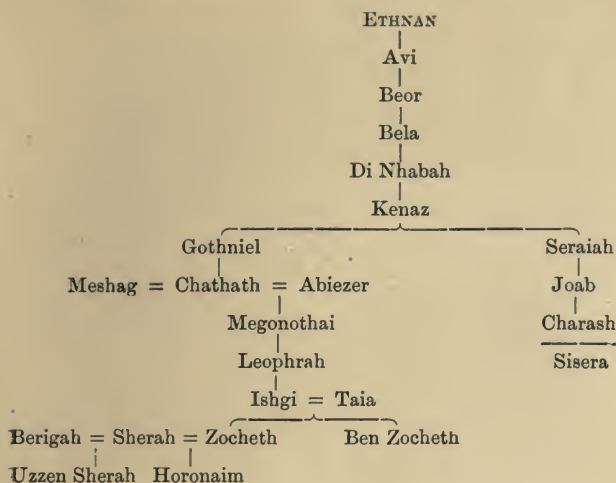 ETHNAN
Avi
Beor
Bela
Di Nhabah
Kenaz
Gothniel Seraiah
Meshag = Chathath = Abiezer Joab
Megonothai Charash
Leophrah Sisera
Ishgi = Taia
Berigah = Sherah = Zocheth Ben Zocheth
Uzzen Sherah Horonaim